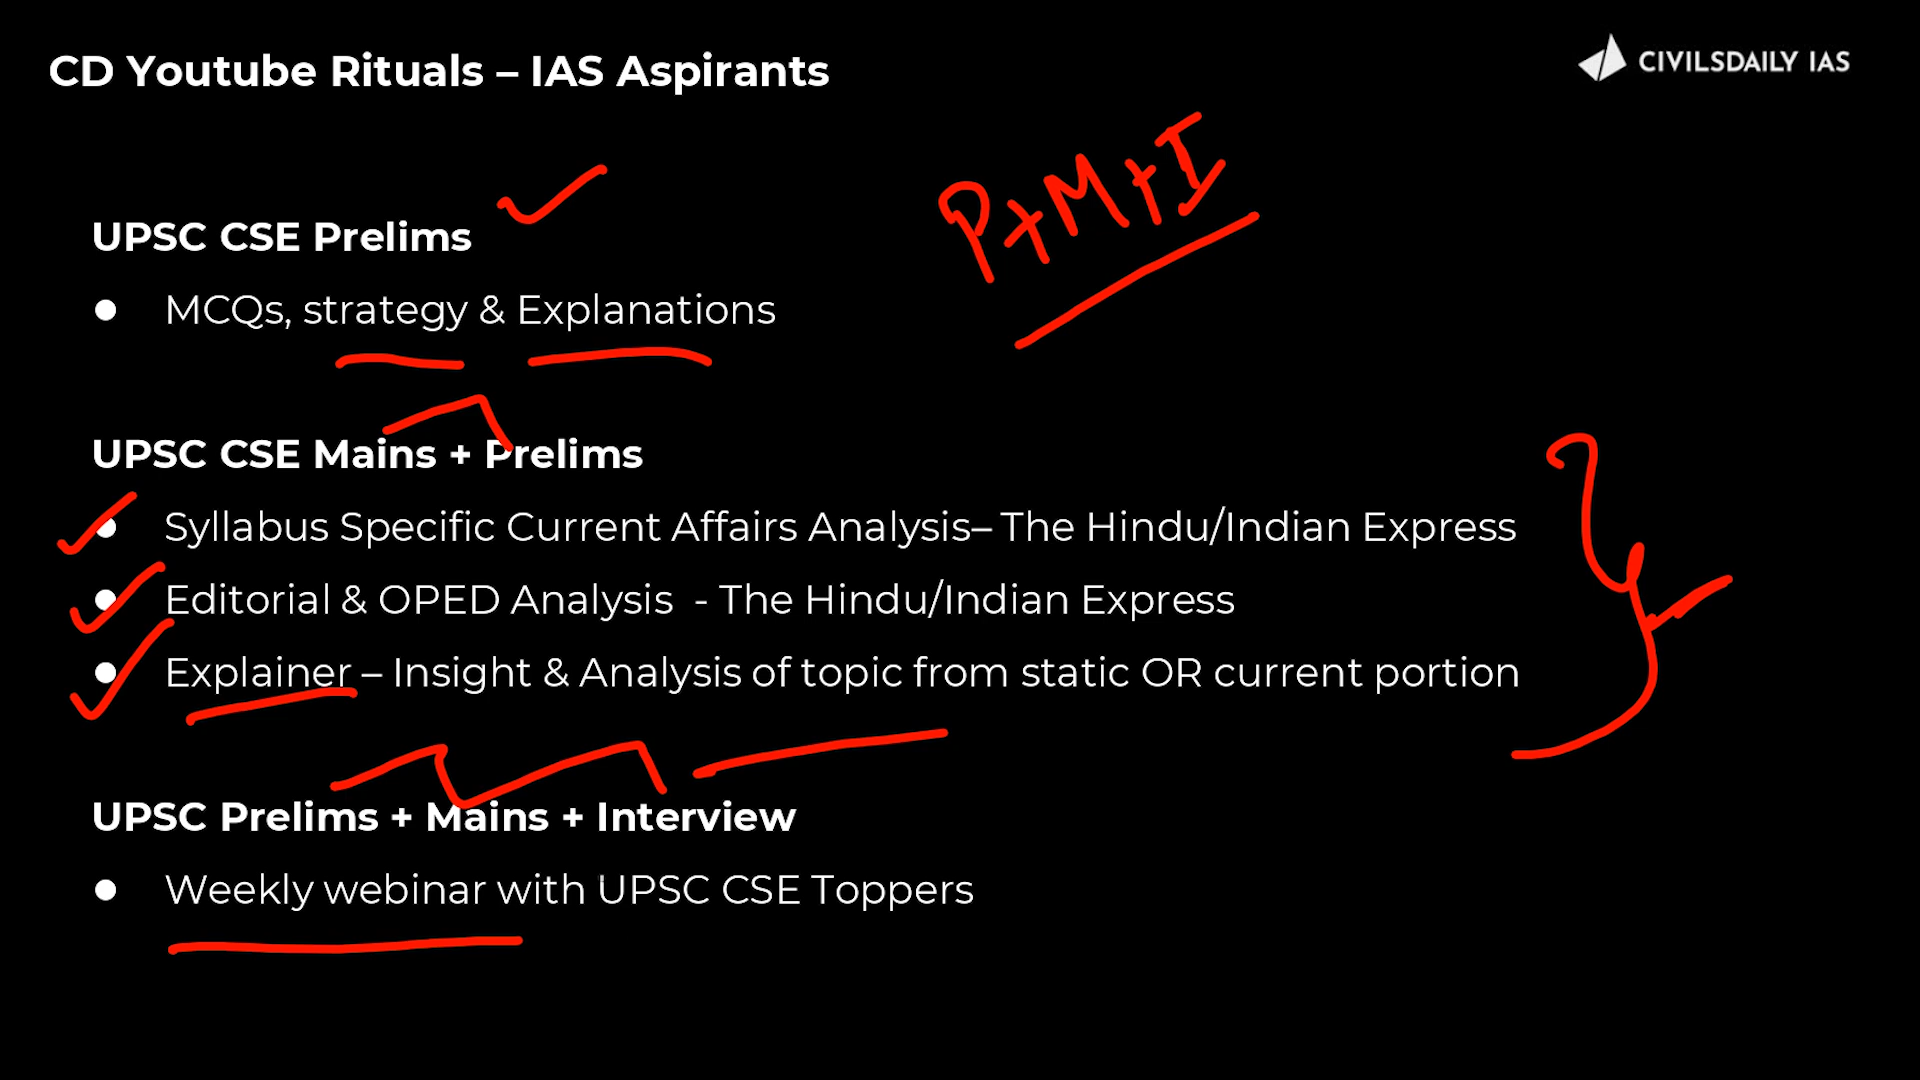 CD Youtube Rituals – IAS Aspirants
CIVILSDAILY IAS
P+M+I
UPSC CSE Prelims
● MCQs, strategy & Explanations
UPSC CSE Mains + Prelims
● Syllabus Specific Current Affairs Analysis– The Hindu/Indian Express
● Editorial & OPED Analysis - The Hindu/Indian Express
● Explainer – Insight & Analysis of topic from static OR current portion
UPSC Prelims + Mains + Interview
● Weekly webinar with UPSC CSE Toppers